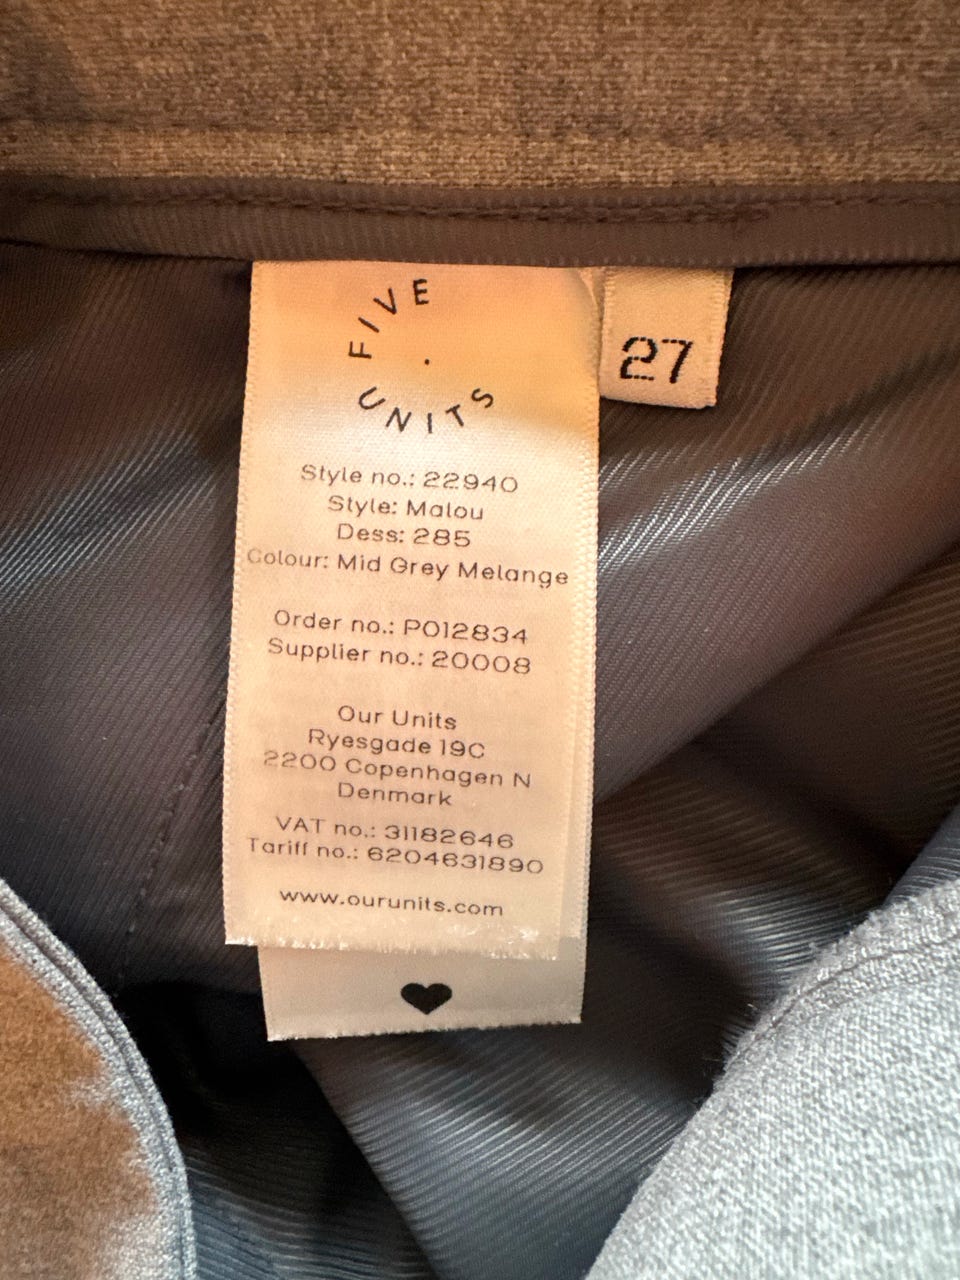 FIVE
UNITS
27
Style no.: 22940
Style: Malou
Dess: 285
Colour: Mid Grey Melange
Order no.: PO12834
Supplier no.: 20008
Our Units
Ryesgade 19C
2200 Copenhagen N
Denmark
VAT no.: 31182646
Tariff no.: 6204631890
www.ourunits.com